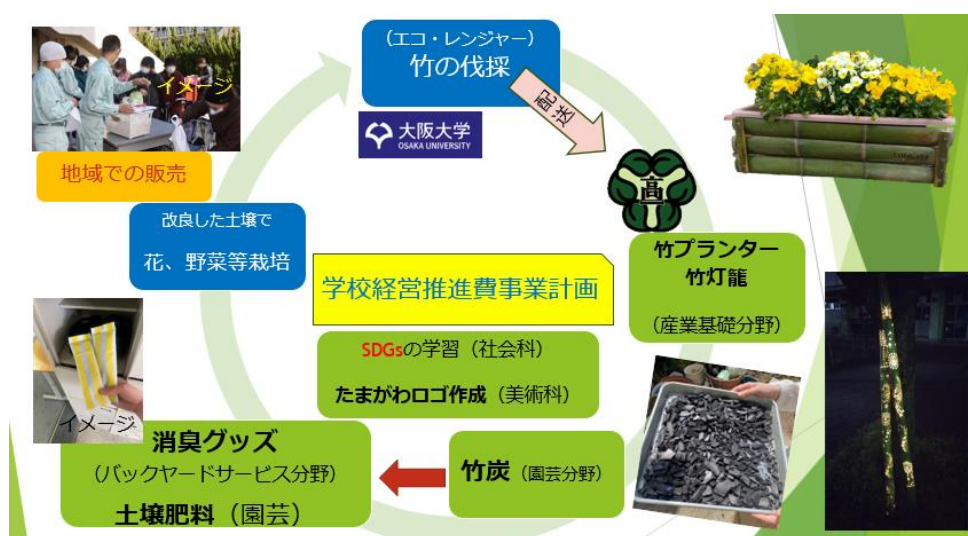 （エコ・レンジャー）
竹の伐採
配送
大阪大学
OSAKA UNIVERSITY
高
竹プランター
竹灯籠
（産業基礎分野）
竹炭（園芸分野）
消臭グッズ
（バックヤードサービス分野）
土壌肥料（園芸）
イメージ
改良した土壌で
花、野菜等栽培
地域での販売
イメージ
学校経営推進費事業計画
SDGsの学習（社会科）
たまがわロゴ作成（美術科）